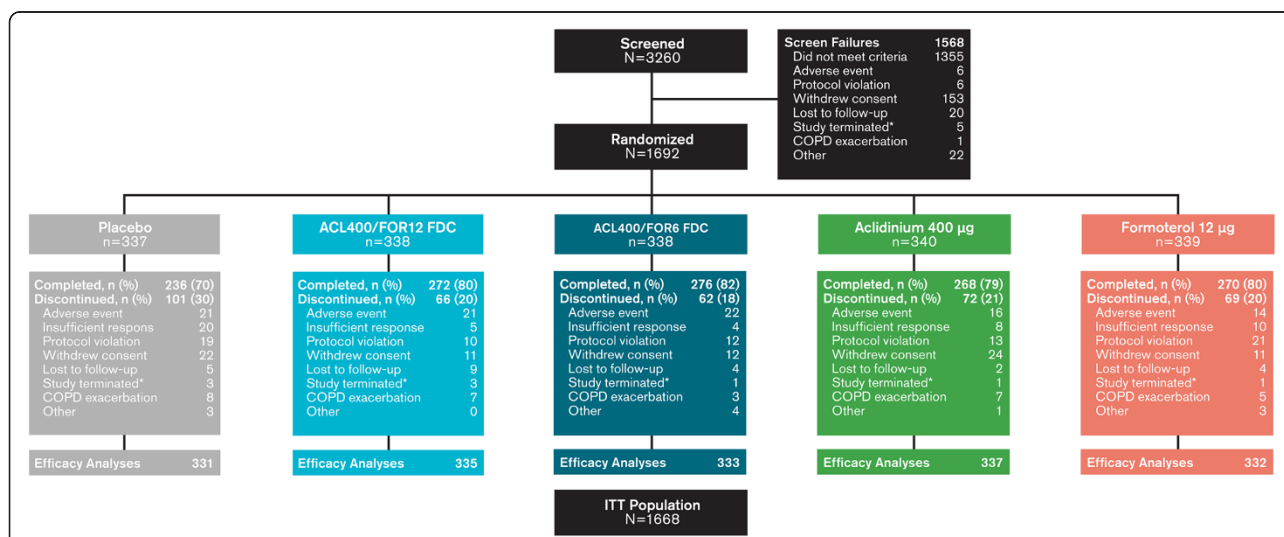 Screened
N=3260
Screen Failures 1568
Did not meet criteria 1355
Adverse event 6
Protocol violation 6
Withdrew consent 153
Lost to follow-up 20
Study terminated* 5
COPD exacerbation 1
Other 22
Randomized
N=1692
Placebo
n=337
Completed, n (%) 236 (70)
Discontinued, n (%) 101 (30)
Adverse event 21
Insufficient respons 20
Protocol violation 19
Withdrew consent 22
Lost to follow-up 5
Study terminated* 3
COPD exacerbation 8
Other 3
Efficacy Analyses 331
ACL400/FOR12 FDC
n=338
Completed, n (%) 272 (80)
Discontinued, n (%) 66 (20)
Adverse event 21
Insufficient response 5
Protocol violation 10
Withdrew consent 11
Lost to follow-up 9
Study terminated* 3
COPD exacerbation 7
Other 0
Efficacy Analyses 335
ACL400/FOR6 FDC
n=338
Completed, n (%) 276 (82)
Discontinued, n (%) 62 (18)
Adverse event 22
Insufficient response 4
Protocol violation 12
Withdrew consent 12
Lost to follow-up 4
Study terminated* 1
COPD exacerbation 3
Other 4
Efficacy Analyses 333
Aclidinium 400 µg
n=340
Completed, n (%) 268 (79)
Discontinued, n (%) 72 (21)
Adverse event 16
Insufficient response 8
Protocol violation 13
Withdrew consent 24
Lost to follow-up 2
Study terminated* 1
COPD exacerbation 7
Other 1
Efficacy Analyses 337
Formoterol 12 µg
n=339
Completed, n (%) 270 (80)
Discontinued, n (%) 69 (20)
Adverse event 14
Insufficient response 10
Protocol violation 21
Withdrew consent 11
Lost to follow-up 4
Study terminated* 1
COPD exacerbation 5
Other 3
Efficacy Analyses 332
ITT Population
N=1668